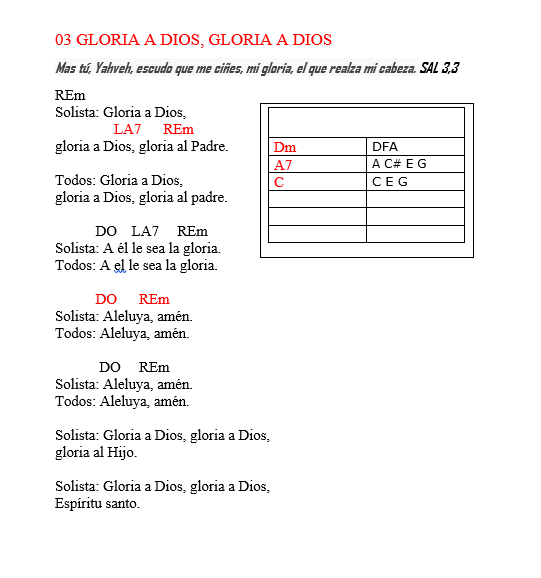 03 GLORIA A DIOS, GLORIA A DIOS
Mas tú, Yahveh, escudo que me ciñes, mi gloria, el que realza mi cabeza. SAL 3,3
REm
Solista: Gloria a Dios,
LA7 REm
gloria a Dios, gloria al Padre.
Todos: Gloria a Dios,
gloria a Dios, gloria al padre.
DO LA7 REm
Solista: A él le sea la gloria.
Todos: A el le sea la gloria.
DO REm
Solista: Aleluya, amén.
Todos: Aleluya, amén.
DO REm
Solista: Aleluya, amén.
Todos: Aleluya, amén.
Solista: Gloria a Dios, gloria a Dios,
gloria al Hijo.
Solista: Gloria a Dios, gloria a Dios,
Espíritu santo.
Dm DFA
A7 A C# E G
C C E G